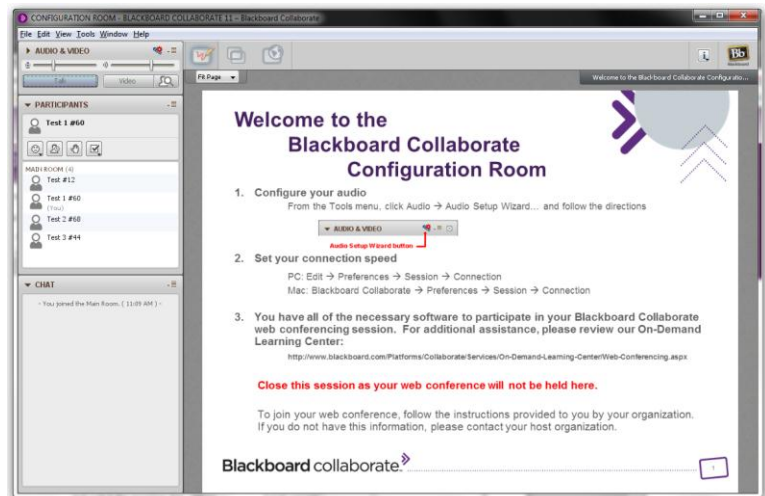 CONFIGURATION ROOM - BLACKBOARD COLLABORATE 11 – Blackboard Collaborate
File Edit View Tools Window Help
AUDIO & VIDEO
Talk
Video
Fit Page
Bb
Welcome to the Blackboard Collaborate Configuratio...
PARTICIPANTS
Test 1 #60
MAIN ROOM (4)
Test #12
Test 1 #60
(You)
Test 2 #68
Test 3 #44
CHAT
- You joined the Main Room. ( 11:09 AM ) -
Welcome to the
Blackboard Collaborate
Configuration Room
1. Configure your audio
From the Tools menu, click Audio → Audio Setup Wizard... and follow the directions
AUDIO & VIDEO
Audio Setup Wizard button
2. Set your connection speed
PC: Edit → Preferences → Session → Connection
Mac: Blackboard Collaborate → Preferences → Session → Connection
3. You have all of the necessary software to participate in your Blackboard Collaborate
web conferencing session. For additional assistance, please review our On-Demand
Learning Center:
http://www.blackboard.com/Platforms/Collaborate/Services/On-Demand-Learning-Center/Web-Conferencing.aspx
Close this session as your web conference will not be held here.
To join your web conference, follow the instructions provided to you by your organization.
If you do not have this information, please contact your host organization.
Blackboard collaborate
1